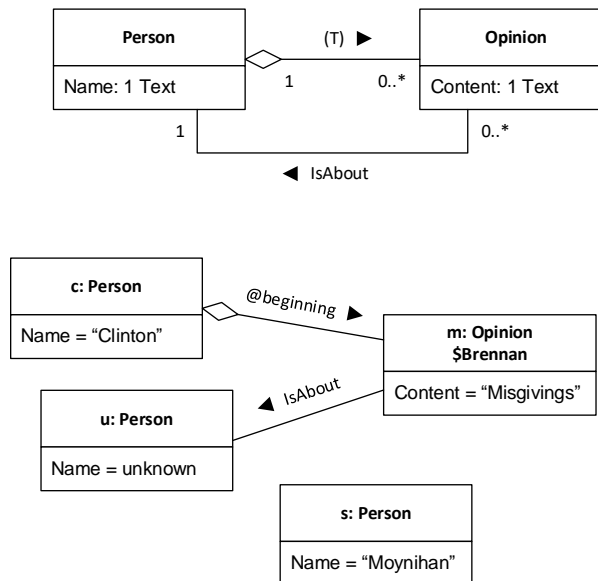 Person
Name: 1 Text
(T) ►
Opinion
Content: 1 Text
1
0..*
1
0..*
◄ IsAbout
c: Person
Name = “Clinton”
@beginning ►
m: Opinion
$Brennan
Content = “Misgivings”
◄ IsAbout
u: Person
Name = unknown
s: Person
Name = “Moynihan”